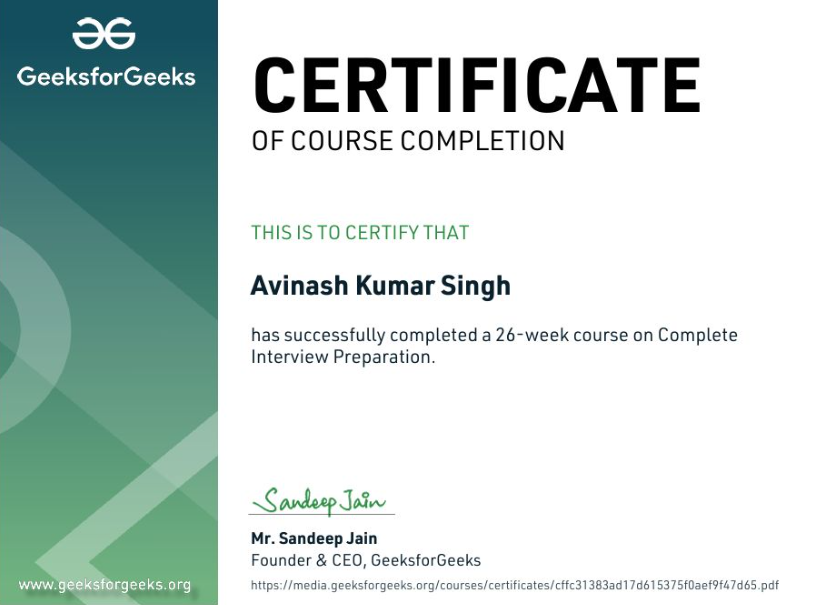 GeeksforGeeks
CERTIFICATE
OF COURSE COMPLETION
THIS IS TO CERTIFY THAT
Avinash Kumar Singh
has successfully completed a 26-week course on Complete
Interview Preparation.
Sandeep Jain
Mr. Sandeep Jain
Founder & CEO, GeeksforGeeks
https://media.geeksforgeeks.org/courses/certificates/cffc31383ad17d615375f0aef9f47d65.pdf
www.geeksforgeeks.org